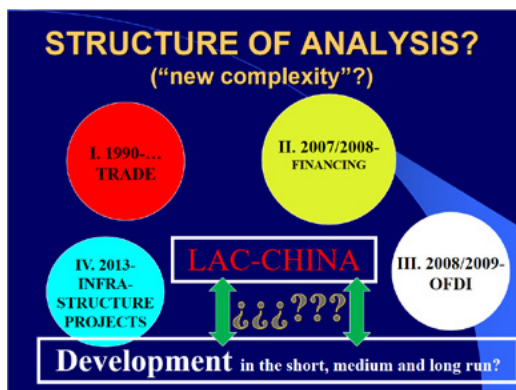 STRUCTURE OF ANALYSIS?
(“new complexity”?)
I. 1990-…
TRADE
II. 2007/2008-
FINANCING
IV. 2013-
INFRA-
STRUCTURE
PROJECTS
LAC-CHINA
III. 2008/2009-
OFDI
¿¿¿???
Development in the short, medium and long run?